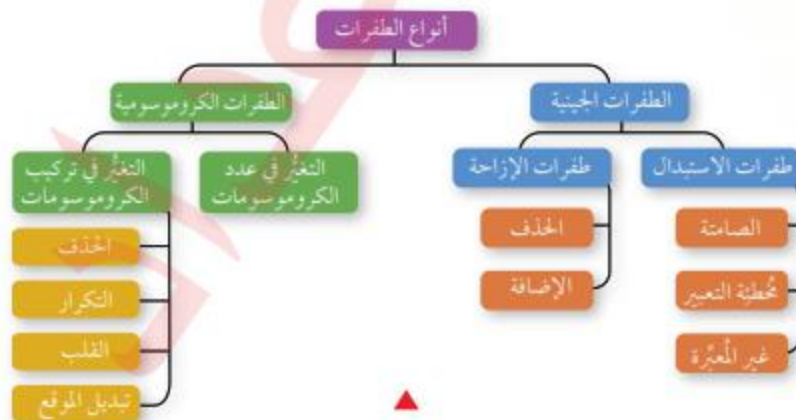 أنواع الطفرات
الطفرات الجينية
الطفرات الكروموسومية
طفرات الاستبدال
طفرات الإزاحة
التغيُّر في عدد
الكروموسومات
التغيُّر في تركيب
الكروموسومات
الصامتة
مُخطئة التعبير
غير المُعبِّرة
الحذف
الإضافة
الحذف
التكرار
القلب
تبديل الموقع